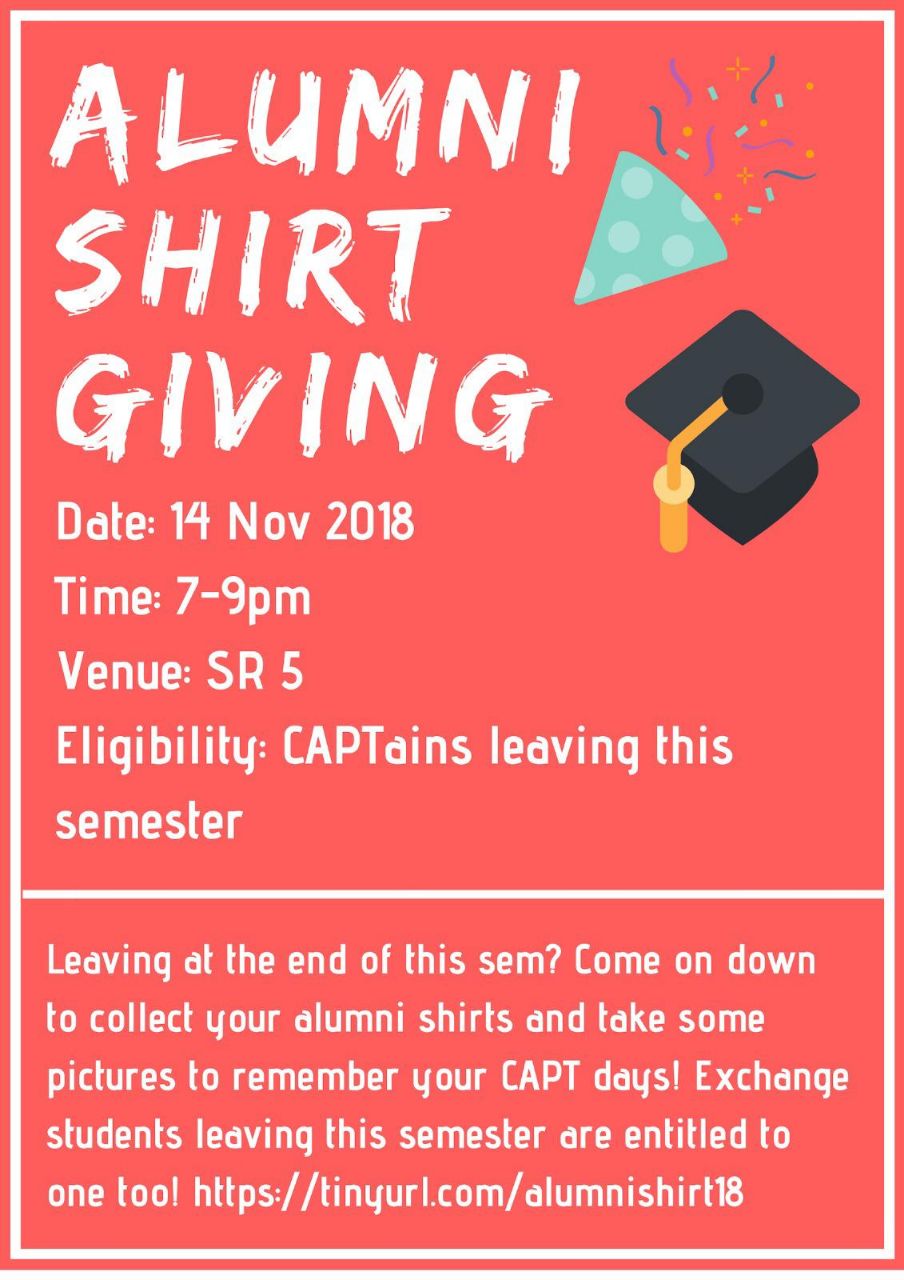 ALUMNI
SHIRT
GIVING
Date: 14 Nov 2018
Time: 7-9pm
Venue: SR 5
Eligibility: CAPTains leaving this
semester
Leaving at the end of this sem? Come on down
to collect your alumni shirts and take some
pictures to remember your CAPT days! Exchange
students leaving this semester are entitled to
one too! https://tinyurl.com/alumnishirt18